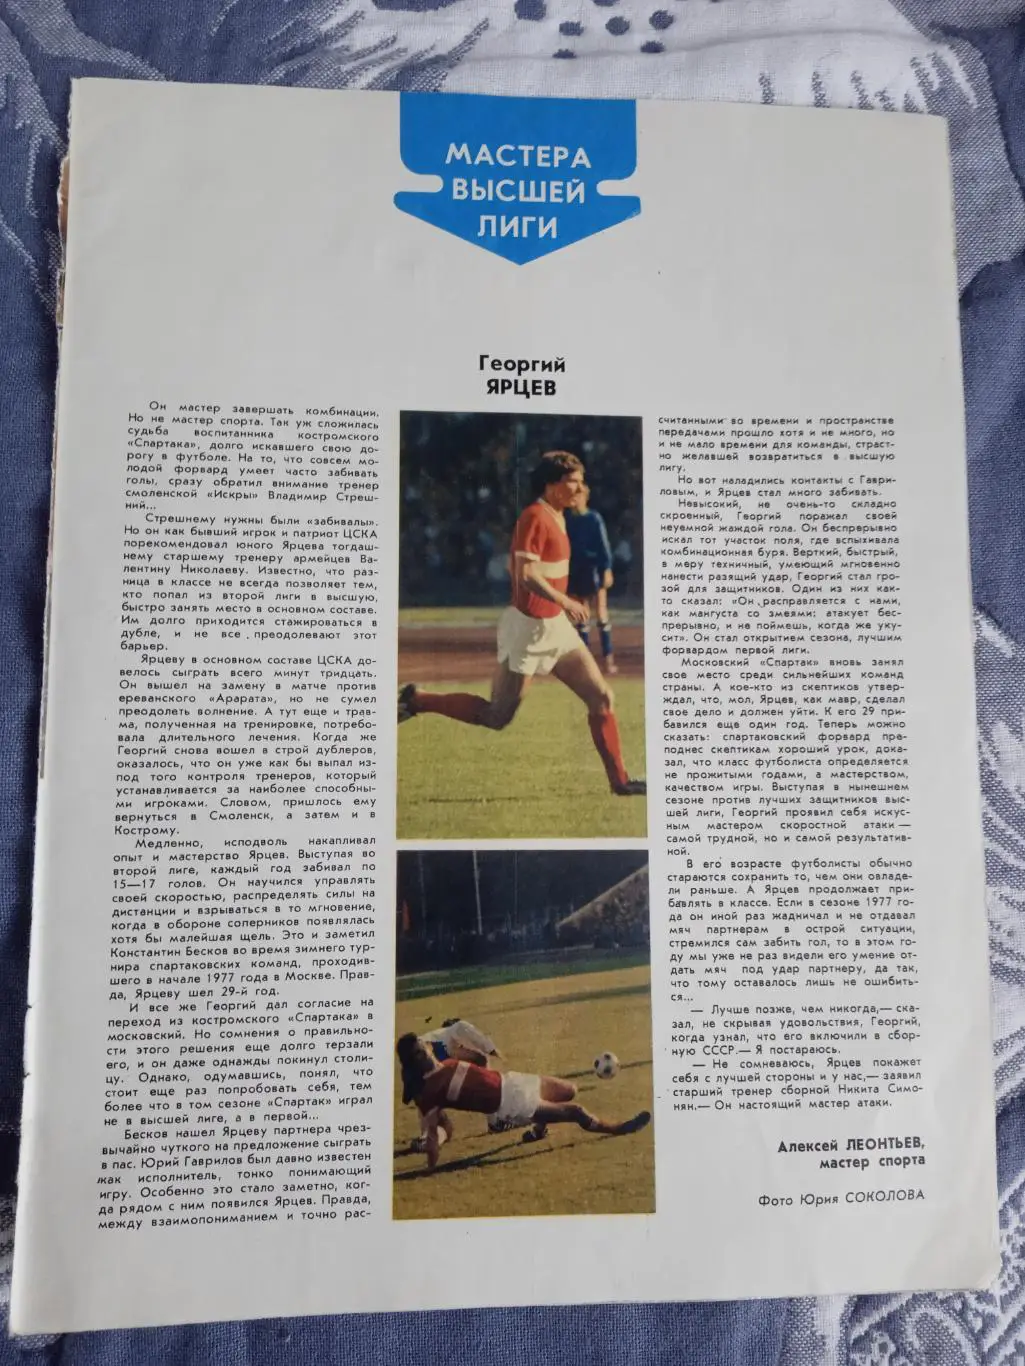 МАСТЕРА
ВЫСШЕЙ
ЛИГИ
Георгий
ЯРЦЕВ
Он мастер завершать комбинации.
Но не мастер спорта. Так уж сложилась
судьба воспитанника костромского
«Спартака», долго искавшего свою до-
рогу в футболе. На то, что совсем мо-
лодой форвард умеет часто забивать
голы, сразу обратил внимание тренер
смоленской «Искры» Владимир Стреш-
ний...
Стрешнему нужны были «забивалы».
Но он как бывший игрок и патриот ЦСКА
порекомендовал юного Ярцева тогдаш-
нему старшему тренеру армейцев Ва-
лентину Николаеву. Известно, что раз-
ница в классе не всегда позволяет тем,
кто попал из второй лиги в высшую,
быстро занять место в основном составе.
Им долго приходится стажироваться в
дубле, и не все преодолевают этот
барьер.
Ярцеву в основном составе ЦСКА до-
велось сыграть всего минут тридцать.
Он вышел на замену в матче против
ереванского «Арарата», но не сумел
преодолеть волнение. А тут еще и трав-
ма, полученная на тренировке, потребо-
вала длительного лечения. Когда же
Георгий снова вошел в строй дублеров,
оказалось, что он уже как бы выпал из-
под того контроля тренеров, который
устанавливается за наиболее способны-
ми игроками. Словом, пришлось ему
вернуться в Смоленск, а затем и в
Кострому.
Медленно, исподволь накапливал
опыт и мастерство Ярцев. Выступая во
второй лиге, каждый год забивал по
15—17 голов. Он научился управлять
своей скоростью, распределять силы на
дистанции и взрываться в то мгновение,
когда в обороне соперников появлялась
хотя бы малейшая щель. Это и заметил
Константин Бесков во время зимнего тур-
нира спартаковских команд, проходив-
шего в начале 1977 года в Москве. Прав-
да, Ярцеву шел 29-й год.
И все же Георгий дал согласие на
переход из костромского «Спартака» в
московский. Но сомнения о правильно-
сти этого решения еще долго терзали
его, и он даже однажды покинул столи-
цу. Однако, одумавшись, понял, что
стоит еще раз попробовать себя, тем
более что в том сезоне «Спартак» играл
не в высшей лиге, а в первой...
Бесков нашел Ярцеву партнера чрез-
вычайно чуткого на предложение сыграть
в пас. Юрий Гаврилов был давно известен
как исполнитель, тонко понимающий
игру. Особенно это стало заметно, ког-
да рядом с ним появился Ярцев. Правда,
между взаимопониманием и точно рас-
считанными во времени и пространстве
передачами прошло хотя и не много, но
и не мало времени для команды, страст-
но желавшей возвратиться в высшую
лигу.
Но вот наладились контакты с Гаври-
ловым, и Ярцев стал много забивать.
Невысокий, не очень-то складно
скроенный, Георгий поражал своей
неуемной жаждой гола. Он беспрерывно
искал тот участок поля, где вспыхивала
комбинационная буря. Верткий, быстрый,
в меру техничный, умеющий мгновенно
нанести разящий удар, Георгий стал гро-
зой для защитников. Один из них как-
то сказал: «Он расправляется с нами,
как мангуста со змеями: атакует бес-
прерывно, и не поймешь, когда же уку-
сит». Он стал открытием сезона, лучшим
форвардом первой лиги.
Московский «Спартак» вновь занял
свое место среди сильнейших команд
страны. А кое-кто из скептиков утверж-
дал, что, мол, Ярцев, как мавр, сделал
свое дело и должен уйти. К его 29 при-
бавился еще один год. Теперь можно
сказать: спартаковский форвард пре-
поднес скептикам хороший урок, дока-
зал, что класс футболиста определяется
не прожитыми годами, а мастерством,
качеством игры. Выступая в нынешнем
сезоне против лучших защитников выс-
шей лиги, Георгий проявил себя искус-
ным мастером скоростной атаки —
самой трудной, но и самой результатив-
ной.
В его возрасте футболисты обычно
стараются сохранить то, чем они овладе-
ли раньше. А Ярцев продолжает при-
бавлять в классе. Если в сезоне 1977 го-
да он иной раз жадничал и не отдавал
мяч партнерам в острой ситуации,
стремился сам забить гол, то в этом го-
ду мы уже не раз видели его умение от-
дать мяч под удар партнеру, да так,
что тому оставалось лишь не ошибить-
ся...
— Лучше позже, чем никогда,— ска-
зал, не скрывая удовольствия, Георгий,
когда узнал, что его включили в сбор-
ную СССР.— Я постараюсь.
— Не сомневаюсь, Ярцев покажет
себя с лучшей стороны и у нас,— заявил
старший тренер сборной Никита Симо-
нян.— Он настоящий мастер атаки.
Алексей ЛЕОНТЬЕВ,
мастер спорта
Фото Юрия СОКОЛОВА